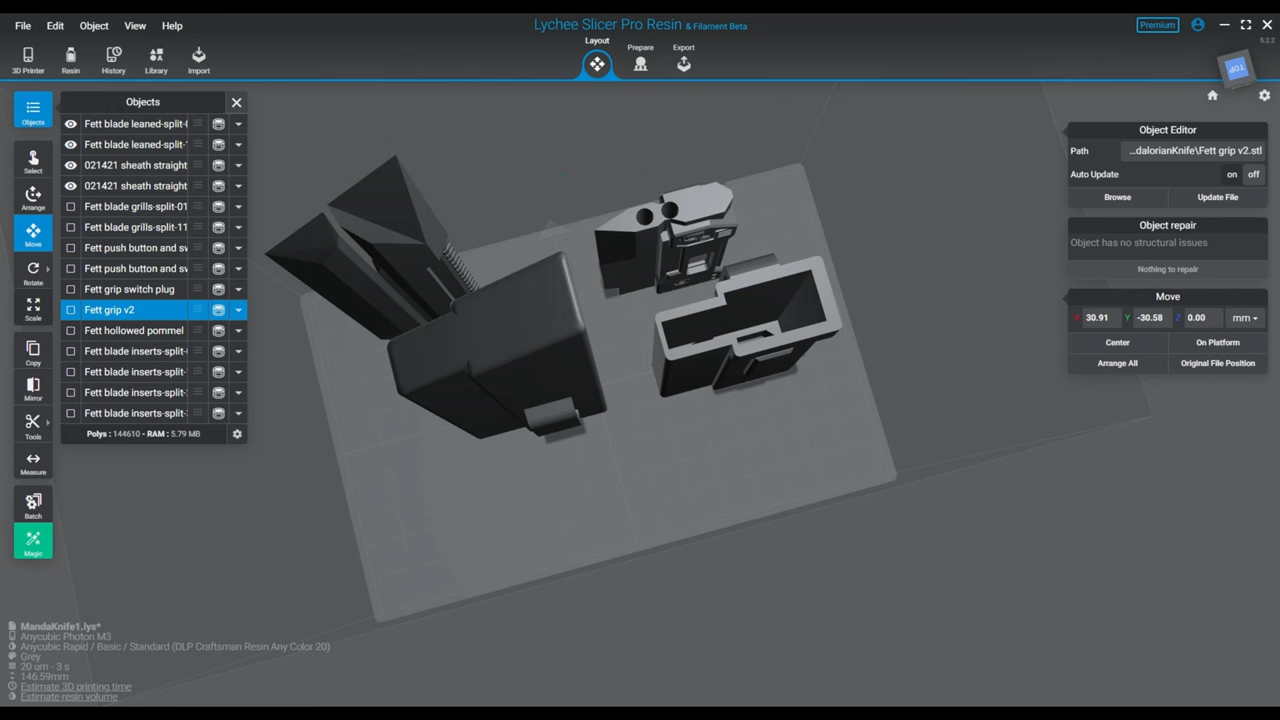 File Edit Object View Help
Lychee Slicer Pro Resin & Filament Beta
Premium
5.2.2
3D Printer Resin History Library Import
Layout Prepare Export
TOP
Objects
Select
Arrange
Move
Rotate
Scale
Copy
Mirror
Tools
Measure
Batch
Magic
Objects
Fett blade leaned-split-
Fett blade leaned-split-
021421 sheath straight
021421 sheath straight
Fett blade grills-split-01
Fett blade grills-split-11
Fett push button and sw
Fett push button and sw
Fett grip switch plug
Fett grip v2
Fett hollowed pommel
Fett blade inserts-split-
Fett blade inserts-split-
Fett blade inserts-split-
Fett blade inserts-split-
Polys : 144610 - RAM : 5.79 MB
Object Editor
Path ...dalorianKnife\Fett grip v2.stl
Auto Update on off
Browse Update File
Object repair
Object has no structural issues
Nothing to repair
Move
X 30.91 Y -30.58 Z 0.00 mm
Center On Platform
Arrange All Original File Position
MandaKnife1.lys*
Anycubic Photon M3
Anycubic Rapid / Basic / Standard (DLP Craftsman Resin Any Color 20)
Grey
20 um - 3 s
146.59mm
Estimate 3D printing time
Estimate resin volume